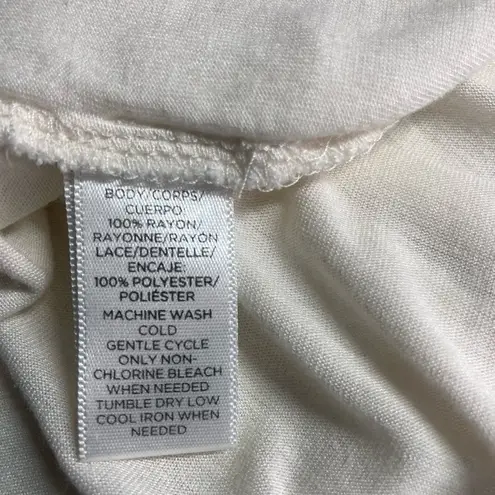 BODY/CORPS/
CUERPO:
100% RAYON/
RAYONNE/RAYÓN
LACE/DENTELLE/
ENCAJE:
100% POLYESTER/
POLIÉSTER
MACHINE WASH
COLD
GENTLE CYCLE
ONLY NON-
CHLORINE BLEACH
WHEN NEEDED
TUMBLE DRY LOW
COOL IRON WHEN
NEEDED